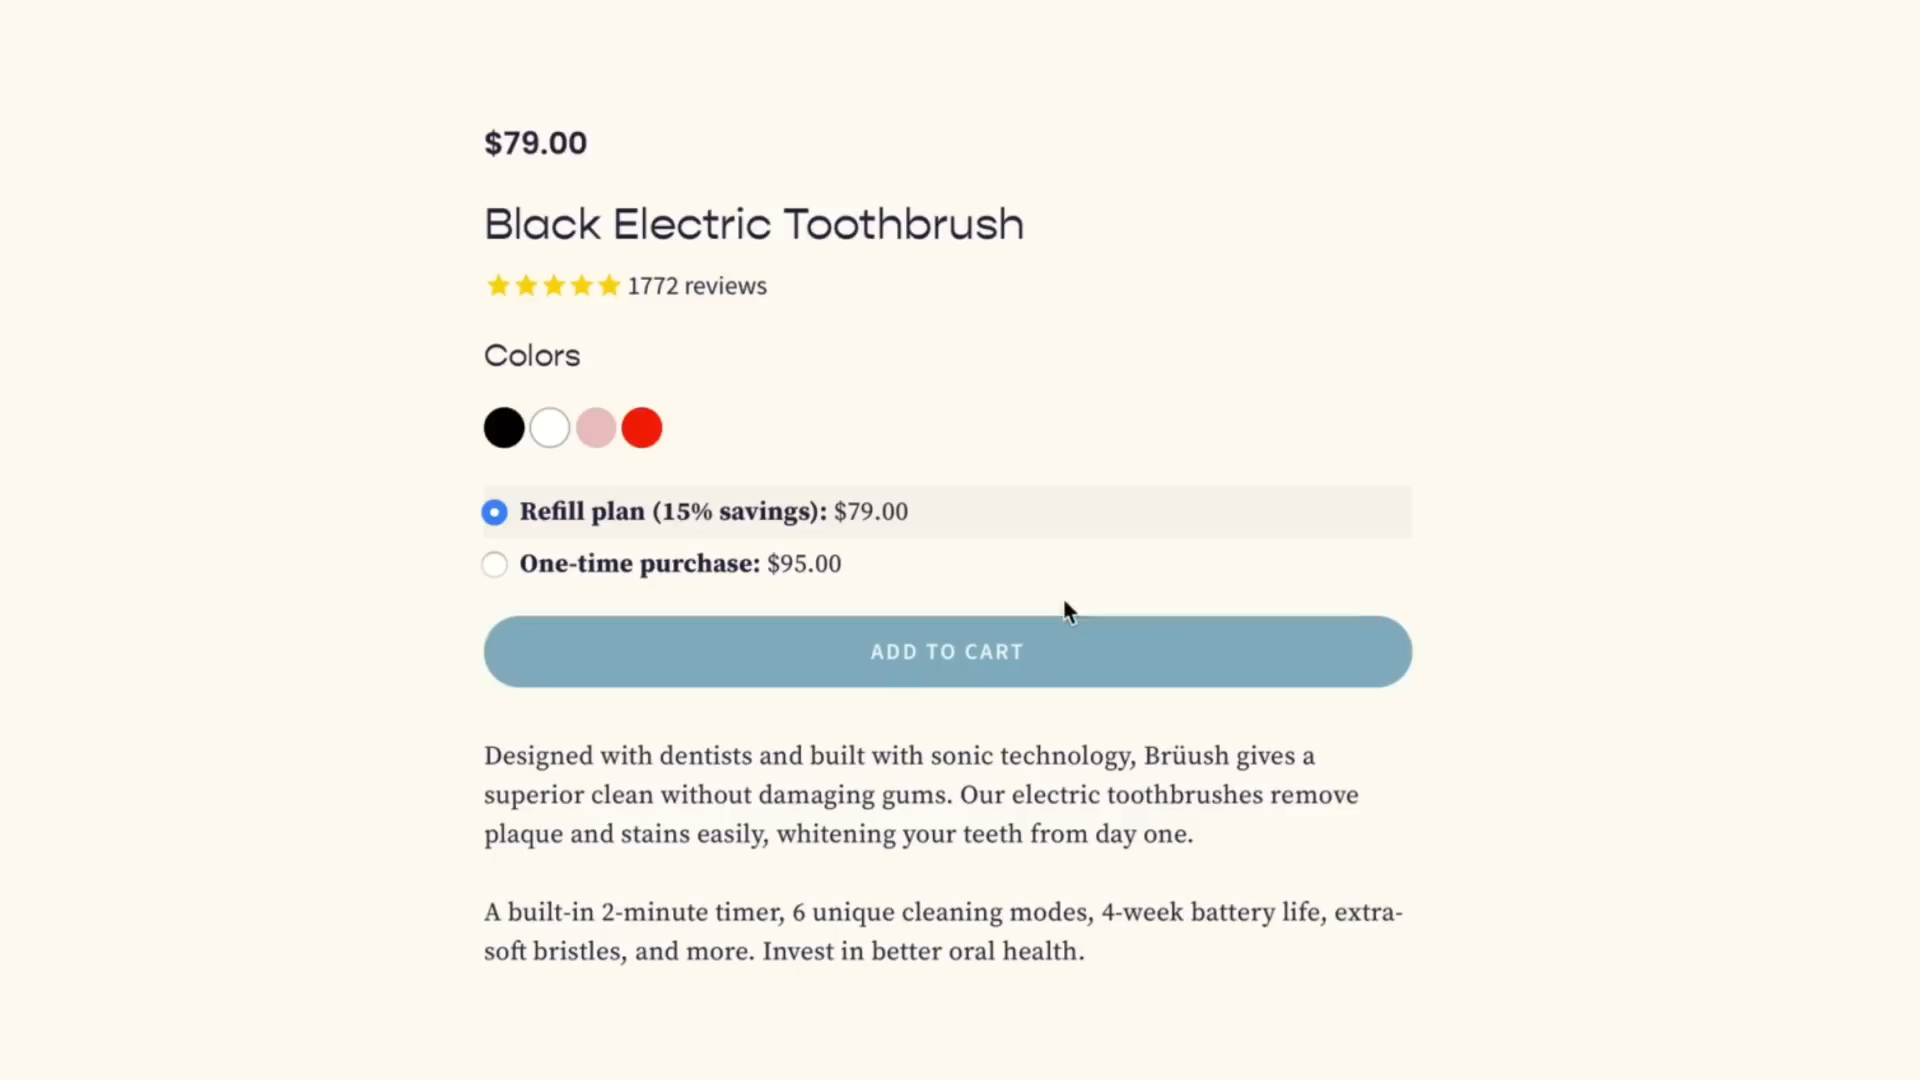 $79.00
Black Electric Toothbrush
1772 reviews
Colors
Refill plan (15% savings): $79.00
One-time purchase: $95.00
ADD TO CART
Designed with dentists and built with sonic technology, Brüush gives a
superior clean without damaging gums. Our electric toothbrushes remove
plaque and stains easily, whitening your teeth from day one.
A built-in 2-minute timer, 6 unique cleaning modes, 4-week battery life, extra-
soft bristles, and more. Invest in better oral health.